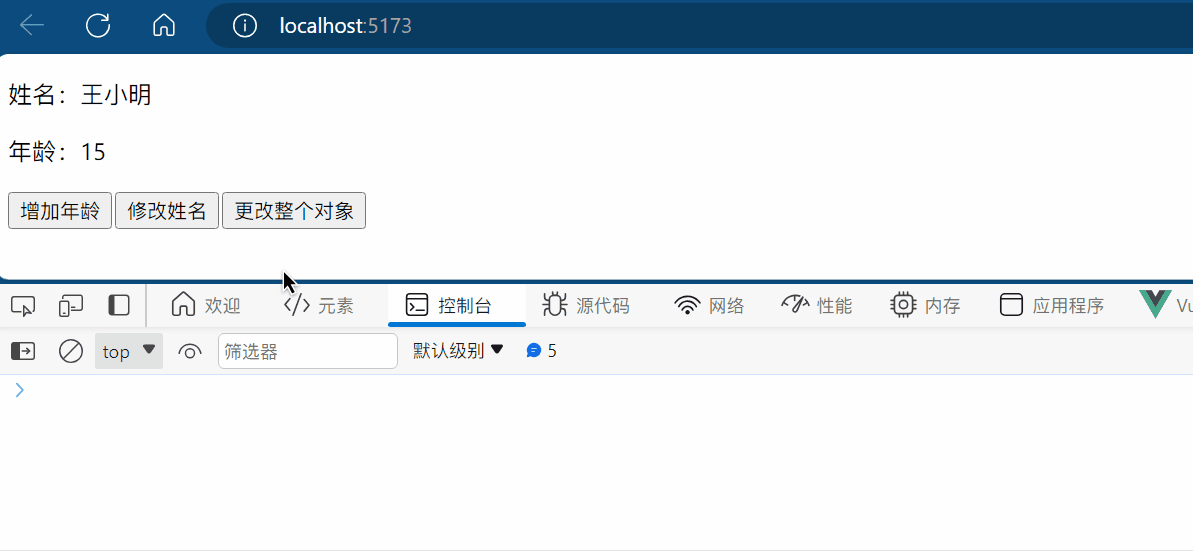 localhost:5173
姓名：王小明
年龄：15
增加年龄 修改姓名 更改整个对象
欢迎 元素 控制台 源代码 网络 性能 内存 应用程序
top 筛选器 默认级别 5